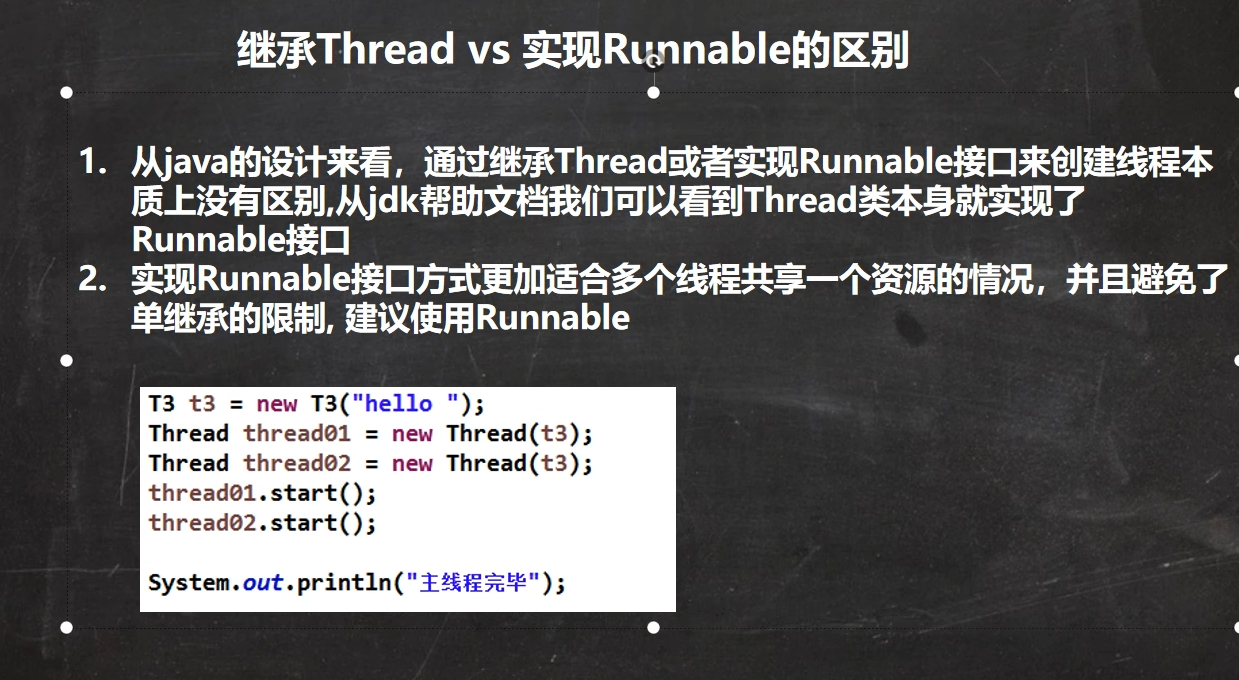 继承Thread vs 实现Runnable的区别
1. 从java的设计来看，通过继承Thread或者实现Runnable接口来创建线程本
质上没有区别,从jdk帮助文档我们可以看到Thread类本身就实现了
Runnable接口
2. 实现Runnable接口方式更加适合多个线程共享一个资源的情况，并且避免了
单继承的限制, 建议使用Runnable
T3 t3 = new T3("hello ");
Thread thread01 = new Thread(t3);
Thread thread02 = new Thread(t3);
thread01.start();
thread02.start();
System.out.println("主线程完毕");